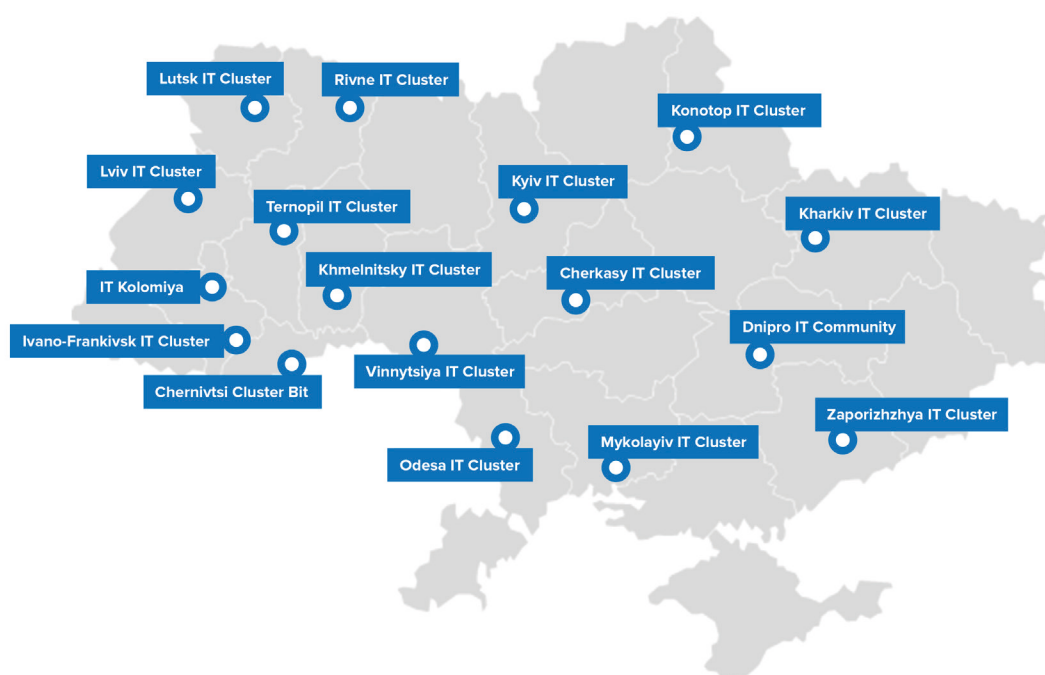 Lutsk IT Cluster
Rivne IT Cluster
Konotop IT Cluster
Lviv IT Cluster
Kyiv IT Cluster
Ternopil IT Cluster
Kharkiv IT Cluster
Khmelnitsky IT Cluster
Cherkasy IT Cluster
IT Kolomiya
Dnipro IT Community
Ivano-Frankivsk IT Cluster
Vinnytsiya IT Cluster
Chernivtsi Cluster Bit
Zaporizhzhya IT Cluster
Mykolayiv IT Cluster
Odesa IT Cluster